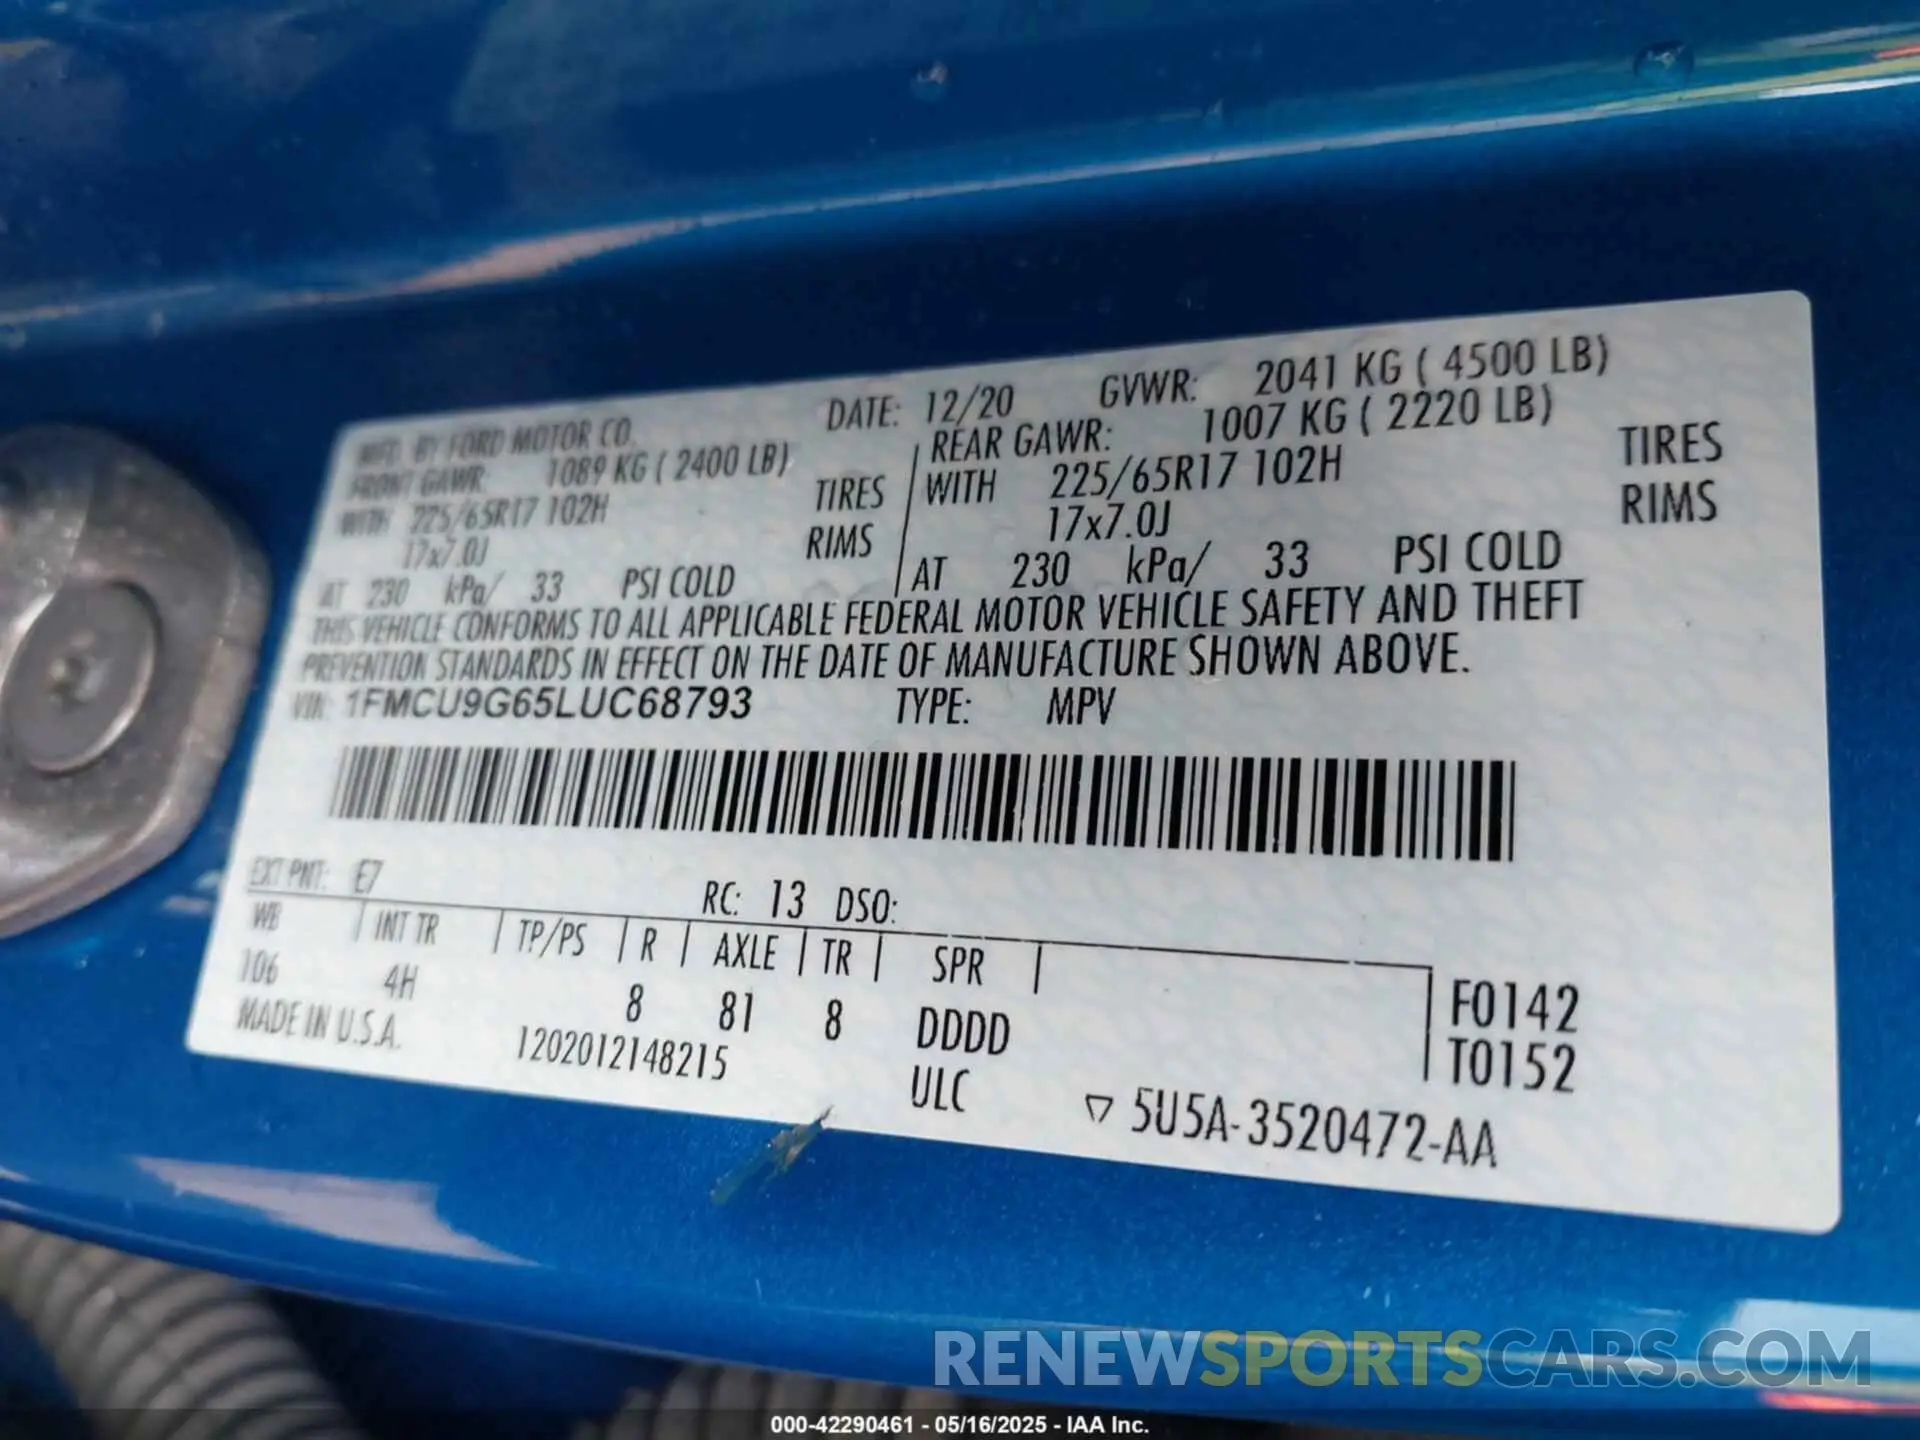 MFD. BY FORD MOTOR CO. DATE: 12/20 GVWR: 2041 KG ( 4500 LB)
FRONT GAWR: 1089 KG ( 2400 LB) REAR GAWR: 1007 KG ( 2220 LB)
WITH 225/65R17 102H TIRES WITH 225/65R17 102H TIRES
17x7.0J RIMS 17x7.0J RIMS
AT 230 kPa/ 33 PSI COLD AT 230 kPa/ 33 PSI COLD
THIS VEHICLE CONFORMS TO ALL APPLICABLE FEDERAL MOTOR VEHICLE SAFETY AND THEFT
PREVENTION STANDARDS IN EFFECT ON THE DATE OF MANUFACTURE SHOWN ABOVE.
VIN: 1FMCU9G65LUC68793 TYPE: MPV
EXT PNT: E7 RC: 13 DSO:
WB INT TR TP/PS R AXLE TR SPR
106 4H 8 81 8 DDDD F0142
MADE IN U.S.A. 1202012148215 ULC T0152
▽ 5U5A-3520472-AA
RENEWSPORTSCARS.COM
000-42290461 - 05/16/2025 - IAA Inc.